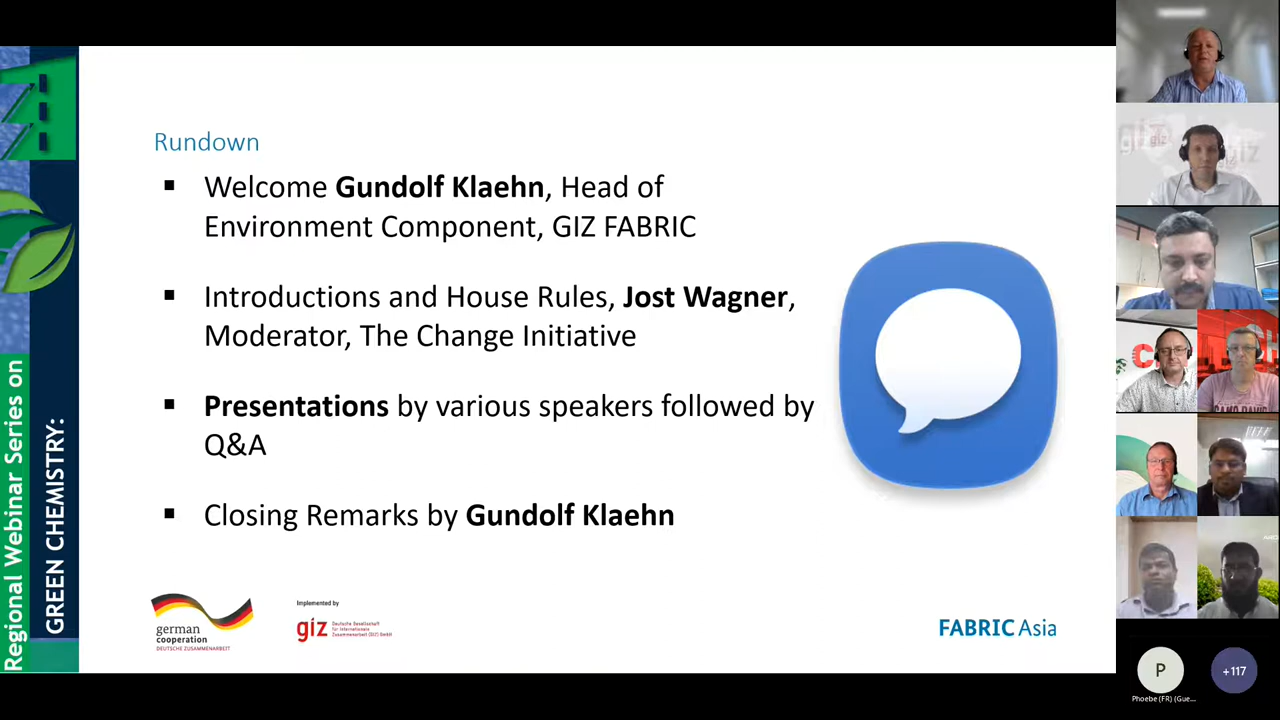 Regional Webinar Series on
GREEN CHEMISTRY:
Rundown
▪ Welcome Gundolf Klaehn, Head of
Environment Component, GIZ FABRIC
▪ Introductions and House Rules, Jost Wagner,
Moderator, The Change Initiative
▪ Presentations by various speakers followed by
Q&A
▪ Closing Remarks by Gundolf Klaehn
german
cooperation
DEUTSCHE ZUSAMMENARBEIT
Implemented by
giz
Deutsche Gesellschaft
für Internationale
Zusammenarbeit (GIZ) GmbH
FABRIC Asia
giz
giz
P
Phoebe (FR) (Gue...
+117